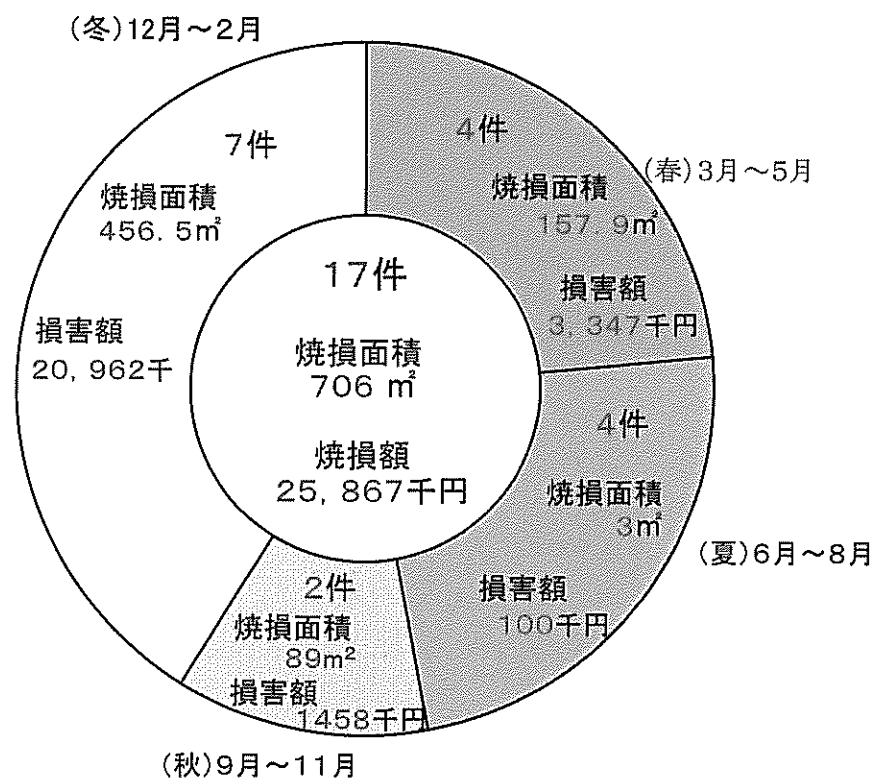 (冬)12月～2月
7件
焼損面積
456.5㎡
損害額
20,962千
4件
焼損面積
157.9㎡
損害額
3,347千円
(春)3月～5月
17件
焼損面積
706 ㎡
焼損額
25,867千円
4件
焼損面積
3㎡
損害額
100千円
(夏)6月～8月
2件
焼損面積
89m²
損害額
1458千円
(秋)9月～11月